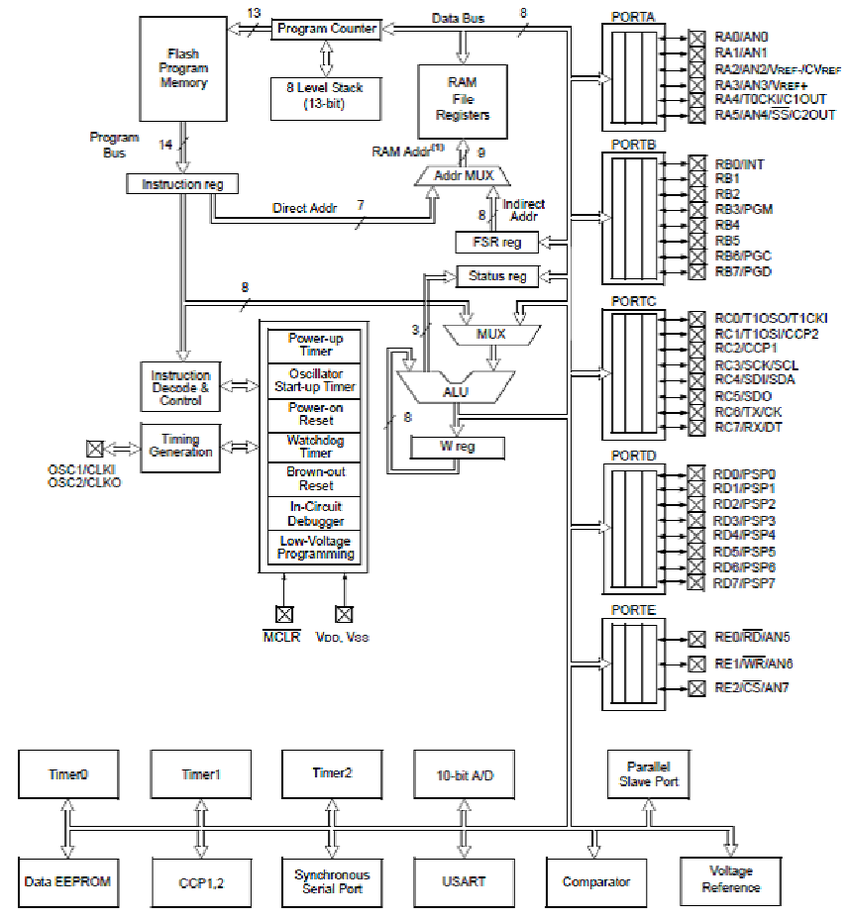 13
Program Counter
Data Bus
8
PORTA
Flash
Program
Memory
8 Level Stack
(13-bit)
RAM
File
Registers
RA0/AN0
RA1/AN1
RA2/AN2/VREF-/CVREF
RA3/AN3/VREF+
RA4/T0CKI/C1OUT
RA5/AN4/SS/C2OUT
Program
Bus
14
RAM Addr(1)
9
PORTB
Addr MUX
Instruction reg
Direct Addr
7
8
Indirect
Addr
FSR reg
RB0/INT
RB1
RB2
RB3/PGM
RB4
RB5
RB6/PGC
RB7/PGD
Status reg
8
3
MUX
PORTC
RC0/T1OSO/T1CKI
RC1/T1OSI/CCP2
RC2/CCP1
RC3/SCK/SCL
RC4/SDI/SDA
RC5/SDO
RC6/TX/CK
RC7/RX/DT
Power-up
Timer
Oscillator
Start-up Timer
Power-on
Reset
Watchdog
Timer
Brown-out
Reset
In-Circuit
Debugger
Low-Voltage
Programming
Instruction
Decode &
Control
ALU
8
W reg
Timing
Generation
OSC1/CLKI
OSC2/CLKO
MCLR
VDD, VSS
PORTD
RD0/PSP0
RD1/PSP1
RD2/PSP2
RD3/PSP3
RD4/PSP4
RD5/PSP5
RD6/PSP6
RD7/PSP7
PORTE
RE0/RD/AN5
RE1/WR/AN6
RE2/CS/AN7
Timer0
Timer1
Timer2
10-bit A/D
Parallel
Slave Port
Data EEPROM
CCP1,2
Synchronous
Serial Port
USART
Comparator
Voltage
Reference